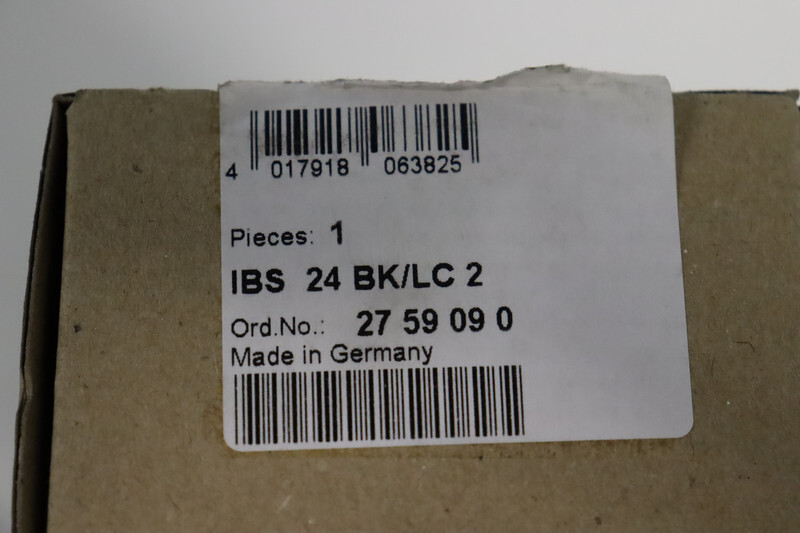 4 017918 063825
Pieces: 1
IBS 24 BK/LC 2
Ord.No.: 27 59 09 0
Made in Germany